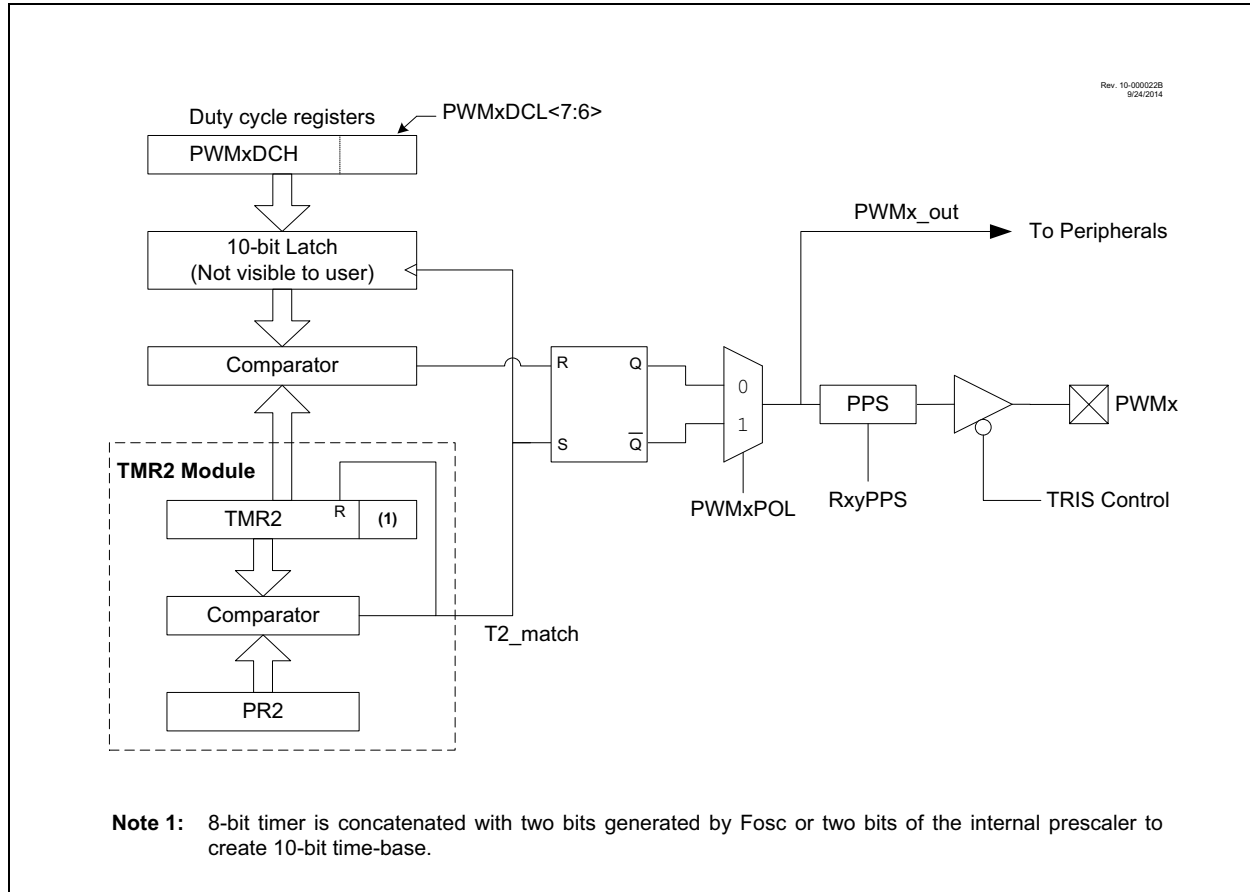 Rev. 10-000022B
9/24/2014
Duty cycle registers
PWMxDCL<7:6>
PWMxDCH
PWMx_out
To Peripherals
10-bit Latch
(Not visible to user)
Comparator
R
Q
S
Q̅
0
1
PPS
PWMx
PWMxPOL
RxyPPS
TRIS Control
TMR2 Module
TMR2
R
(1)
Comparator
T2_match
PR2
Note 1: 8-bit timer is concatenated with two bits generated by Fosc or two bits of the internal prescaler to
create 10-bit time-base.